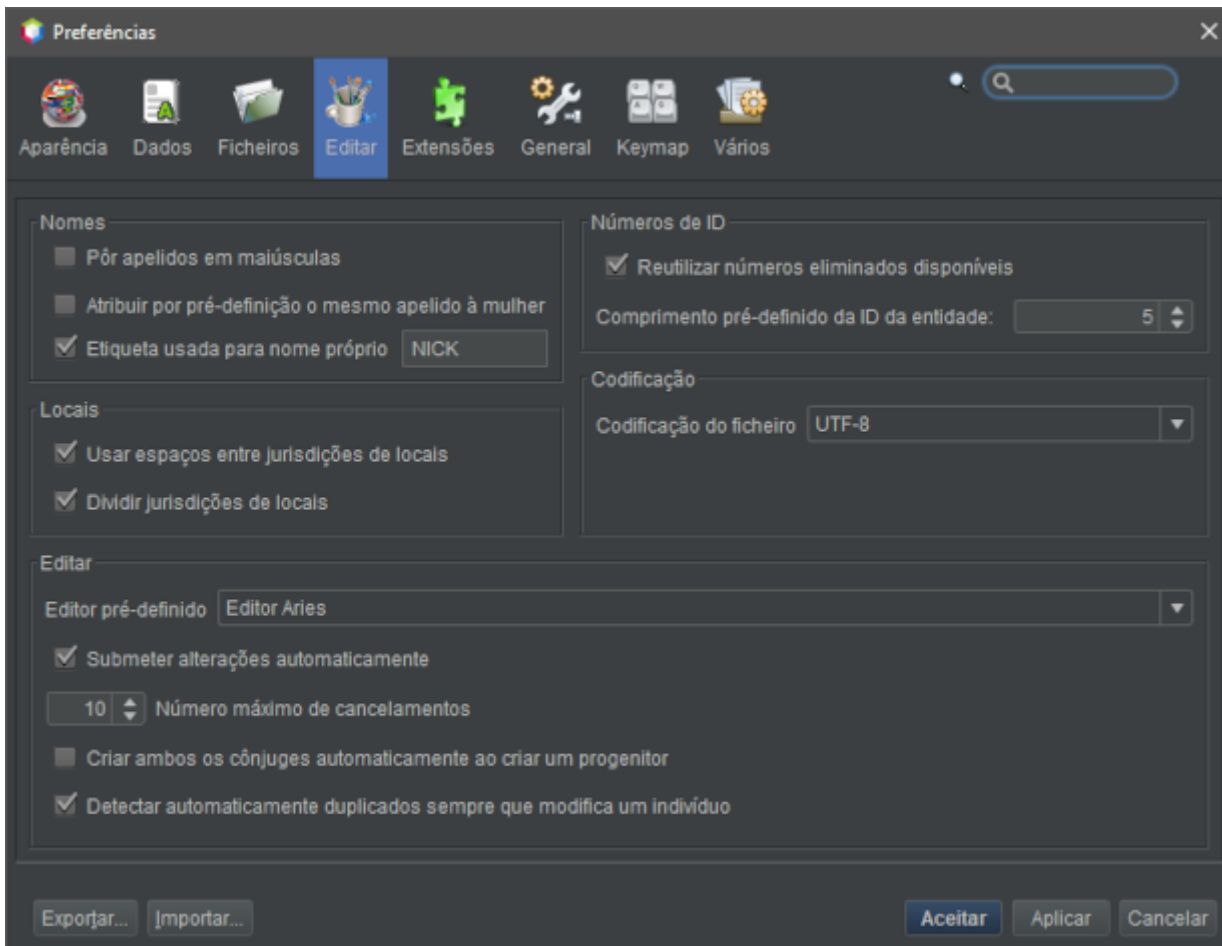 Preferências
Aparência Dados Ficheiros Editar Extensões General Keymap Vários
Nomes
Pôr apelidos em maiúsculas
Atribuir por pré-definição o mesmo apelido à mulher
Etiqueta usada para nome próprio NICK
Números de ID
Reutilizar números eliminados disponíveis
Comprimento pré-definido da ID da entidade: 5
Locais
Usar espaços entre jurisdições de locais
Dividir jurisdições de locais
Codificação
Codificação do ficheiro UTF-8
Editar
Editor pré-definido Editor Aries
Submeter alterações automaticamente
10 Número máximo de cancelamentos
Criar ambos os cônjuges automaticamente ao criar um progenitor
Detectar automaticamente duplicados sempre que modifica um indivíduo
Exportar... Importar... Aceitar Aplicar Cancelar